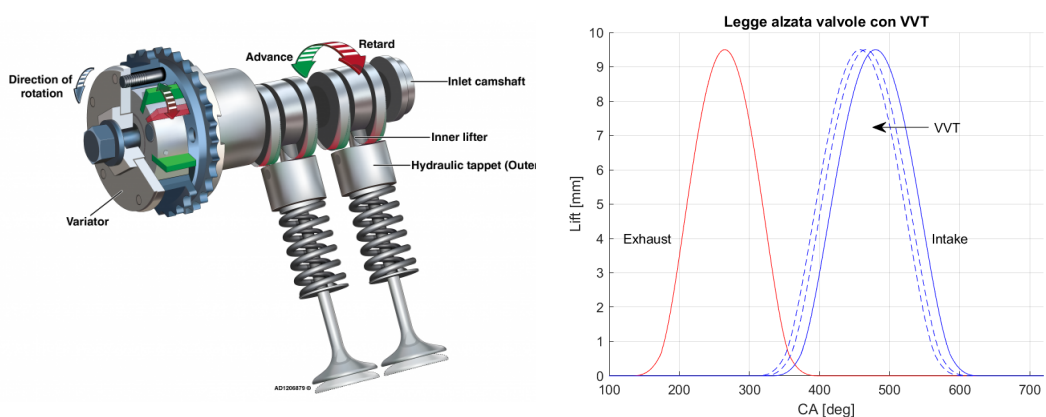 Retard
Advance
Direction of
rotation
Inlet camshaft
Inner lifter
Hydraulic tappet (Outer
Variator
AD1206879 ©
Legge alzata valvole con VVT
10
9
8
7
6
5
4
3
2
1
0
Lift [mm]
VVT
Exhaust
Intake
100
200
300
400
500
600
700
CA [deg]